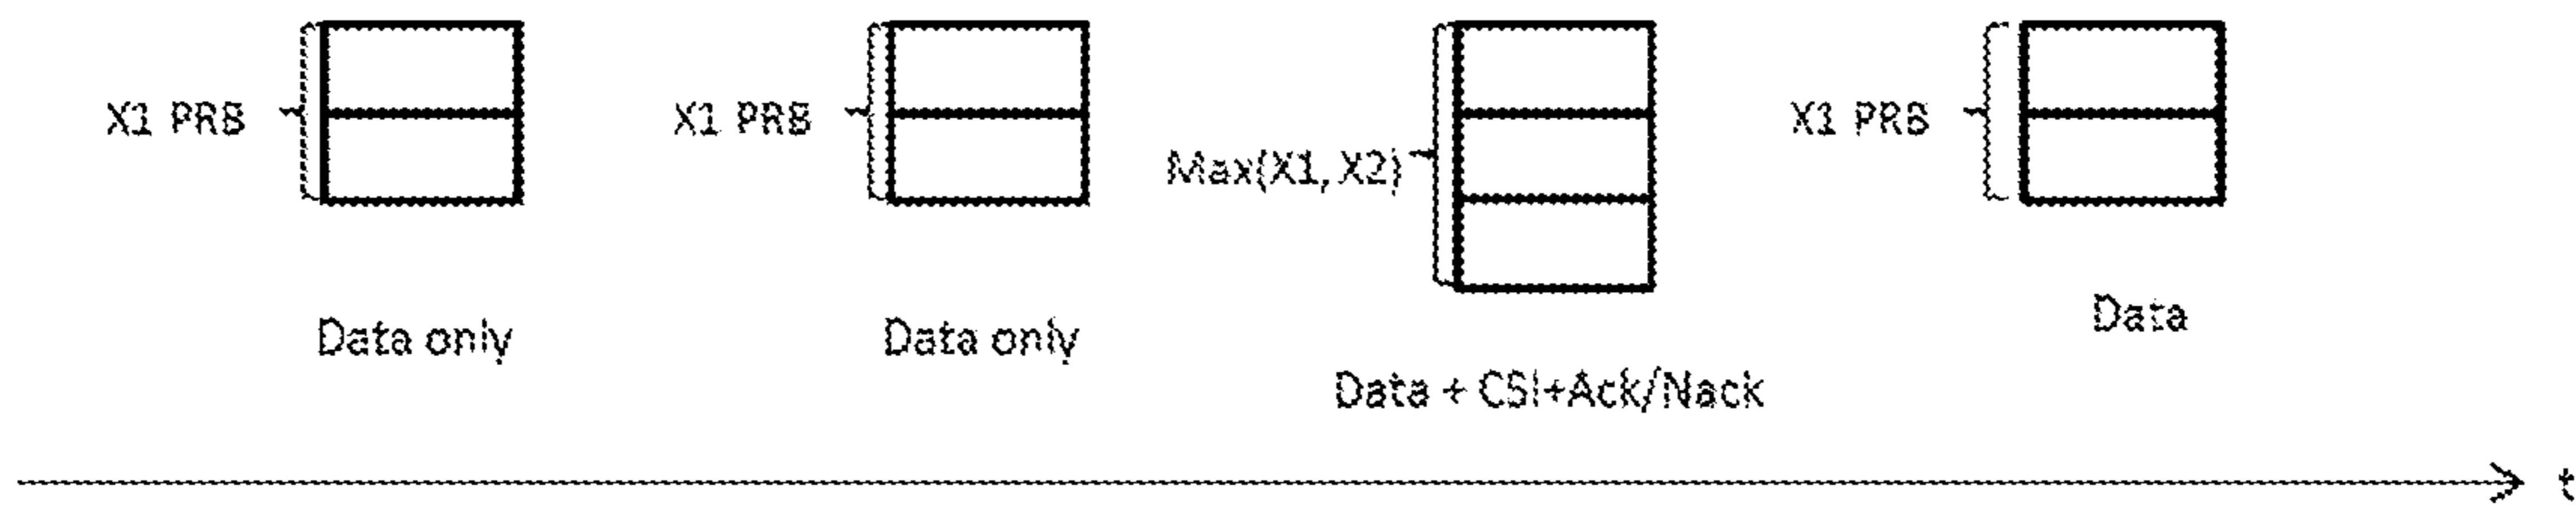 X1 PRB
X1 PRB
Max(X1, X2)
X1 PRB
Data only
Data only
Data + CSI+Ack/Nack
Data
t